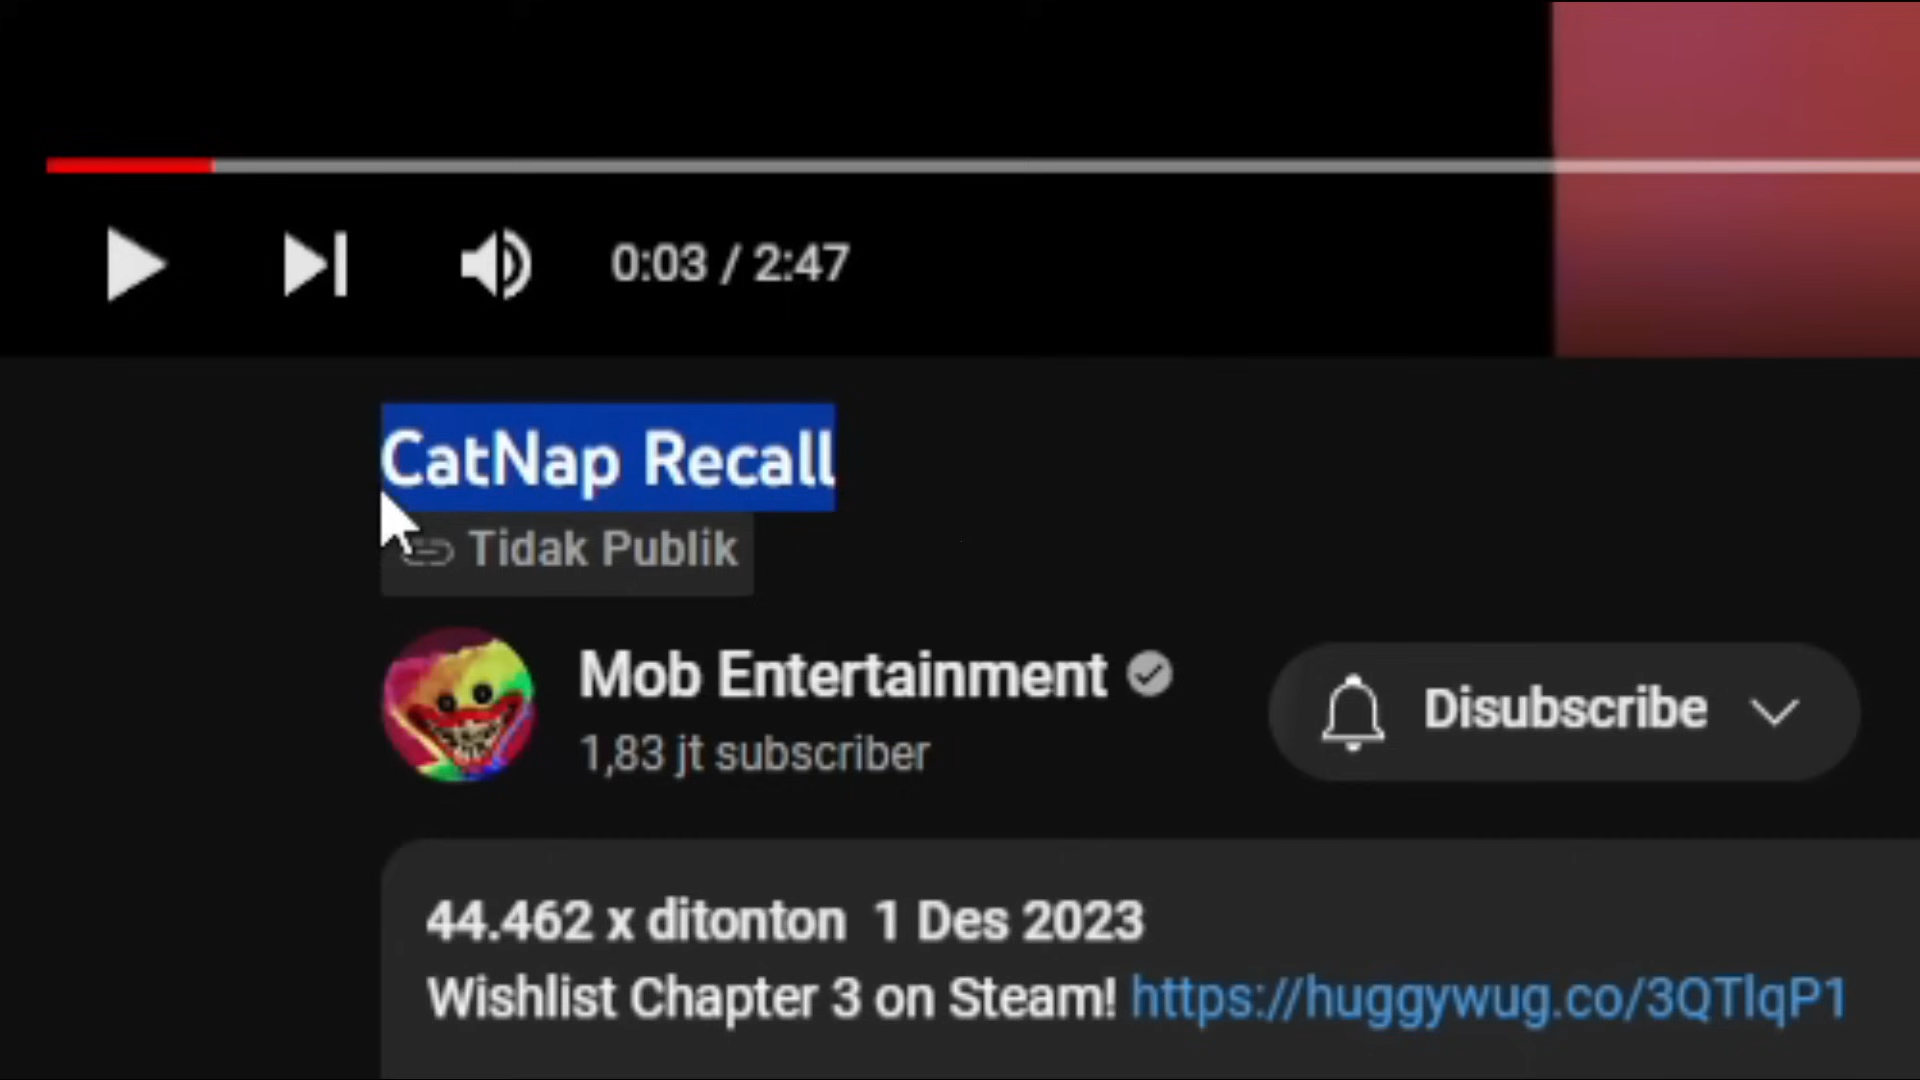 0:03 / 2:47
CatNap Recall
Tidak Publik
Mob Entertainment
1,83 jt subscriber
Disubscribe
44.462 x ditonton 1 Des 2023
Wishlist Chapter 3 on Steam! https://huggywug.co/3QTlqP1